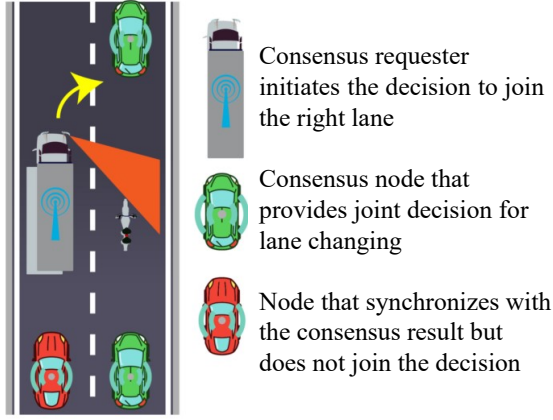 Consensus requester
initiates the decision to join
the right lane
Consensus node that
provides joint decision for
lane changing
Node that synchronizes with
the consensus result but
does not join the decision